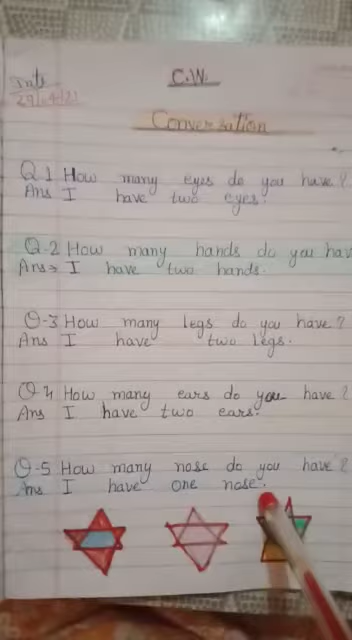 C.W.
Date
29/04/21
Conversation
Q.1 How many eyes do you have?
Ans I have two eyes.
Q.2 How many hands do you hav
Ans → I have two hands.
Q.3 How many legs do you have?
Ans I have two legs.
Q.4 How many ears do you have?
Ans I have two ears.
Q.5 How many nose do you have?
Ans I have one nose.